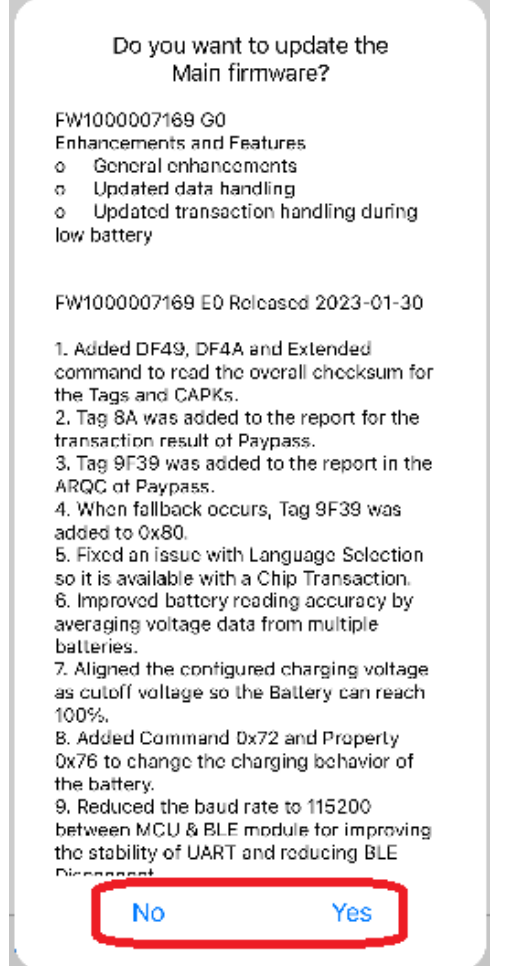 Do you want to update the
Main firmware?
FW1000007169 G0
Enhancements and Features
o General enhancements
o Updated data handling
o Updated transaction handling during
low battery
FW1000007169 E0 Released 2023-01-30
1. Added DF49, DF4A and Extended
command to read the overall checksum for
the Tags and CAPKs.
2. Tag 8A was added to the report for the
transaction result of Paypass.
3. Tag 9F39 was added to the report in the
ARQC of Paypass.
4. When fallback occurs, Tag 9F39 was
added to 0x80.
5. Fixed an issue with Language Selection
so it is available with a Chip Transaction.
6. Improved battery reading accuracy by
averaging voltage data from multiple
batteries.
7. Aligned the configured charging voltage
as cutoff voltage so the Battery can reach
100%.
8. Added Command 0x72 and Property
0x76 to change the charging behavior of
the battery.
9. Reduced the baud rate to 115200
between MCU & BLE module for improving
the stability of UART and reducing BLE
No Yes